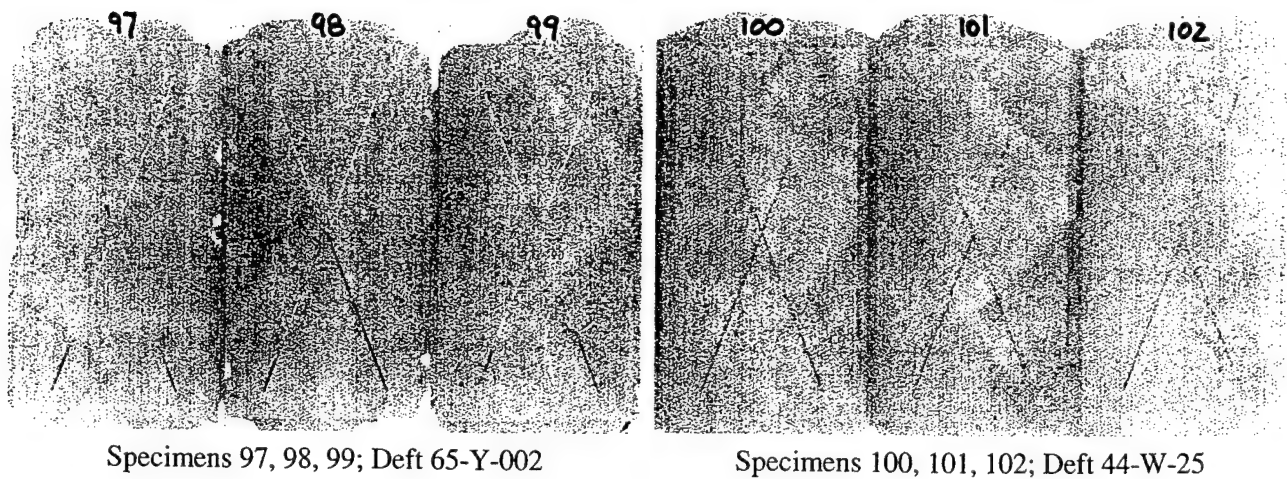 97 98 99 100 101 102
Specimens 97, 98, 99; Deft 65-Y-002
Specimens 100, 101, 102; Deft 44-W-25